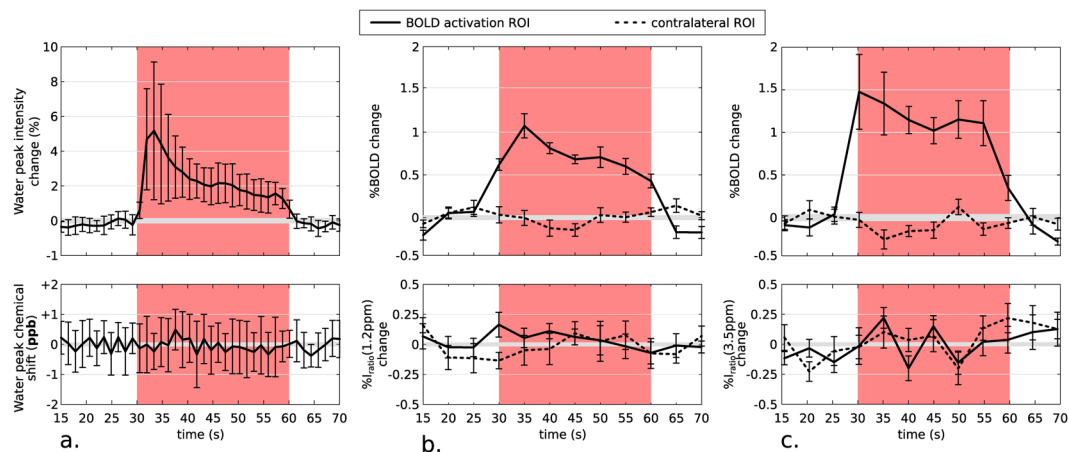 BOLD activation ROI
contralateral ROI
10
8
6
4
2
0
-1
Water peak intensity
change (%)
+2
+1
0
-1
-2
Water peak chemical
shift (ppb)
15 20 25 30 35 40 45 50 55 60 65 70
time (s)
a.
2
1.5
1
0.5
0
-0.5
%BOLD change
0.5
0.25
0
-0.25
-0.5
%Iratio(1.2ppm)
change
15 20 25 30 35 40 45 50 55 60 65 70
time (s)
b.
2
1.5
1
0.5
0
-0.5
%BOLD change
0.5
0.25
0
-0.25
-0.5
%Iratio(3.5ppm)
change
15 20 25 30 35 40 45 50 55 60 65 70
time (s)
c.